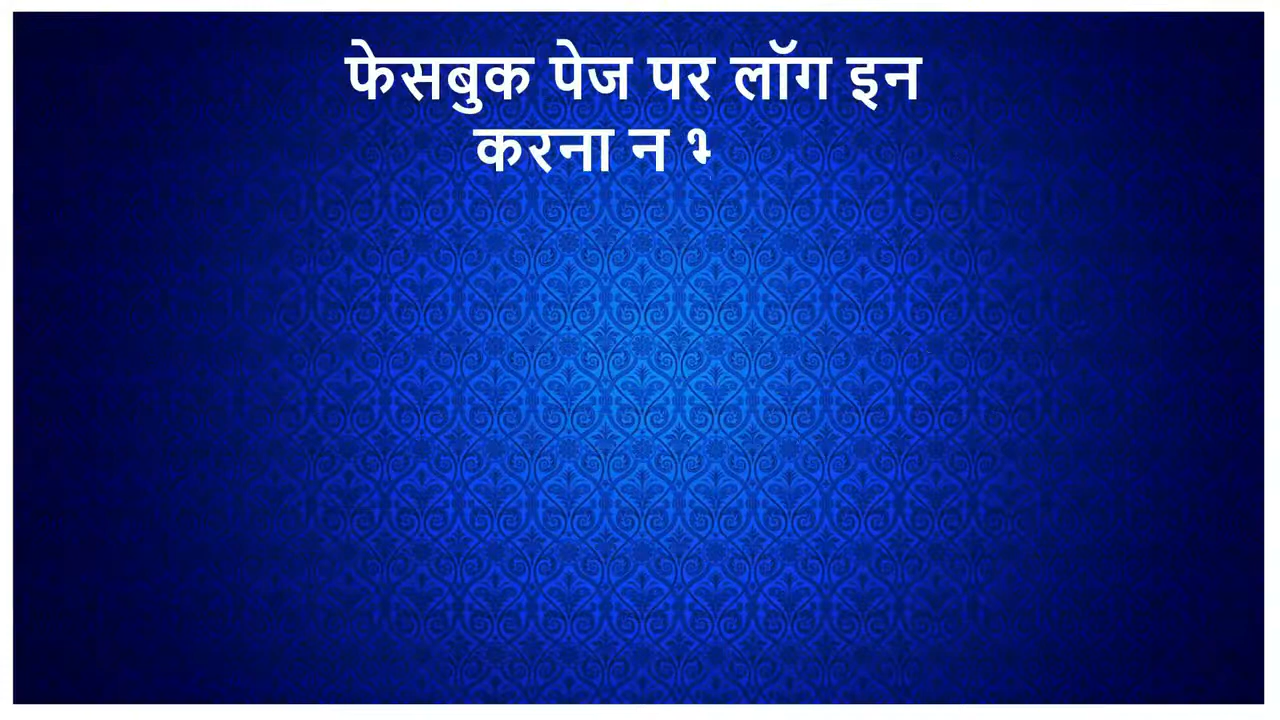 फेसबुक पेज पर लॉग इन
करना न